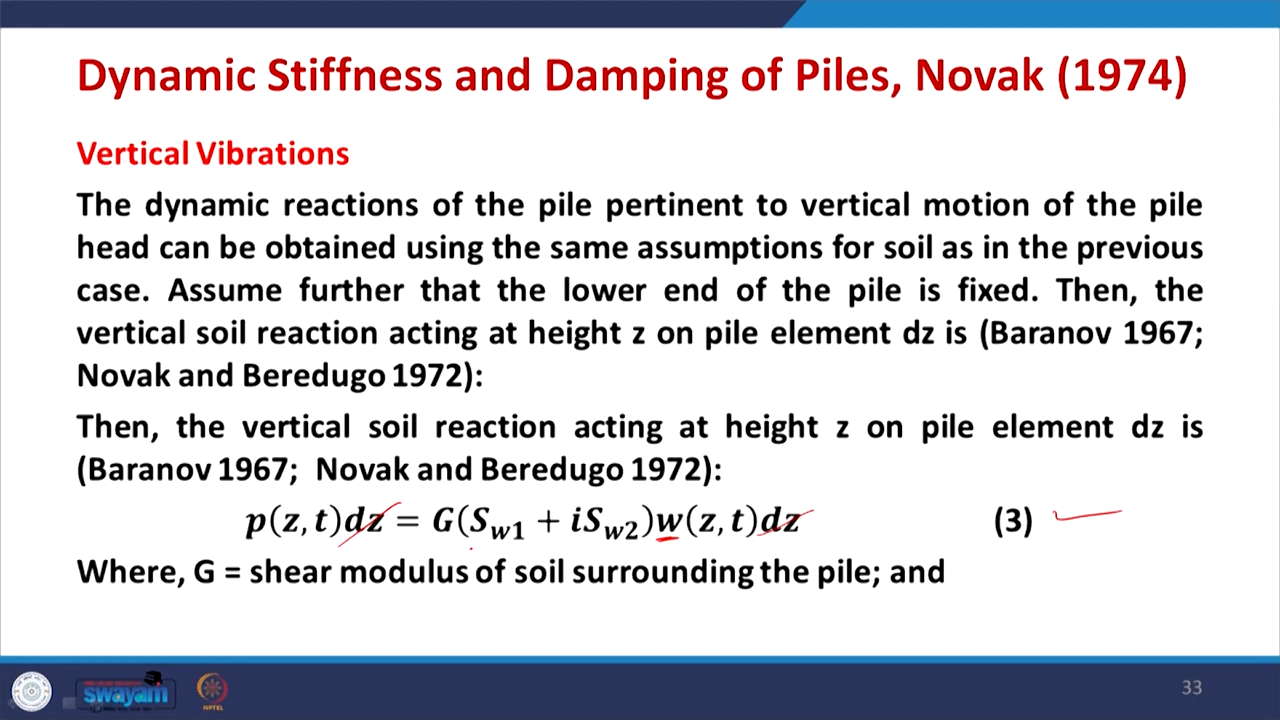 Dynamic Stiffness and Damping of Piles, Novak (1974)
Vertical Vibrations
The dynamic reactions of the pile pertinent to vertical motion of the pile
head can be obtained using the same assumptions for soil as in the previous
case. Assume further that the lower end of the pile is fixed. Then, the
vertical soil reaction acting at height z on pile element dz is (Baranov 1967;
Novak and Beredugo 1972):
Then, the vertical soil reaction acting at height z on pile element dz is
(Baranov 1967; Novak and Beredugo 1972):
p(z, t)dz = G(S_{w1} + iS_{w2})w(z, t)dz (3)
Where, G = shear modulus of soil surrounding the pile; and
swayam
NPTEL
33